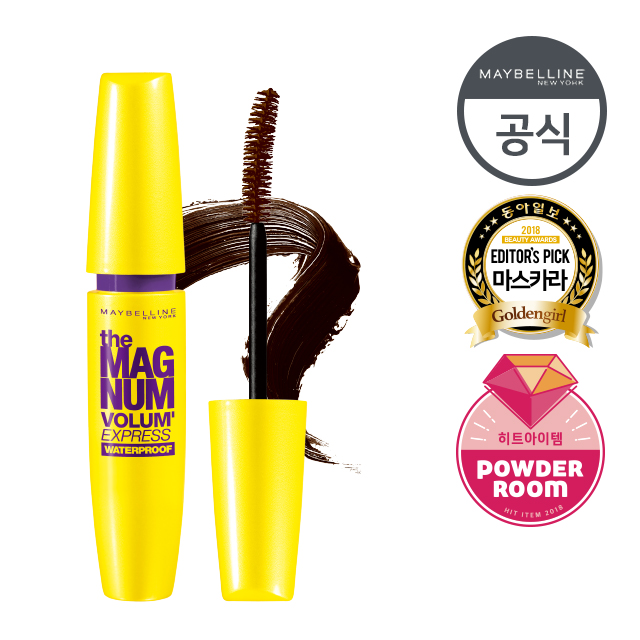 MAYBELLINE
NEW YORK
the
MAG
NUM
VOLUM'
EXPRESS
WATERPROOF
MAYBELLINE
NEW YORK
공식
동아일보
2018
BEAUTY AWARDS
EDITOR'S PICK
마스카라
Goldengirl
히트아이템
POWDER
ROOM
HIT ITEM 2018